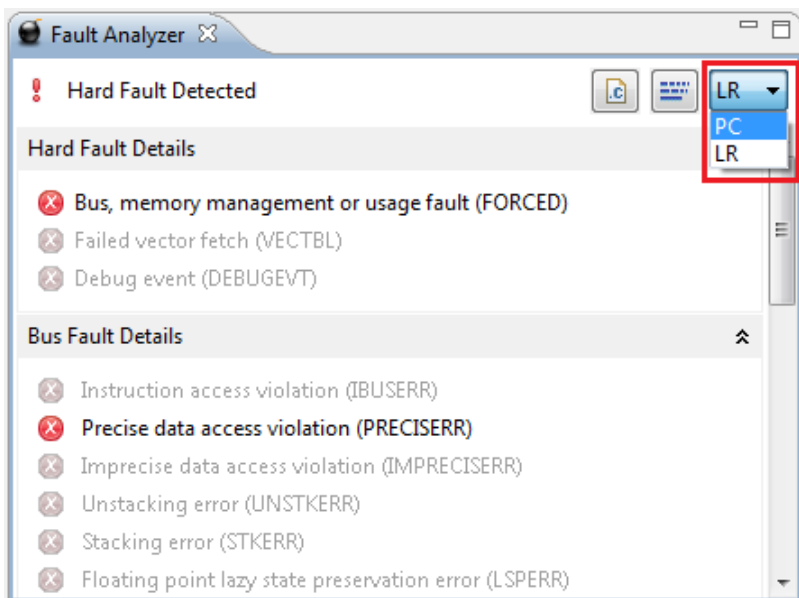 Fault Analyzer
Hard Fault Detected
.c
LR
PC
LR
Hard Fault Details
Bus, memory management or usage fault (FORCED)
Failed vector fetch (VECTBL)
Debug event (DEBUGEVT)
Bus Fault Details
Instruction access violation (IBUSERR)
Precise data access violation (PRECISERR)
Imprecise data access violation (IMPRECISERR)
Unstacking error (UNSTKERR)
Stacking error (STKERR)
Floating point lazy state preservation error (LSPERR)